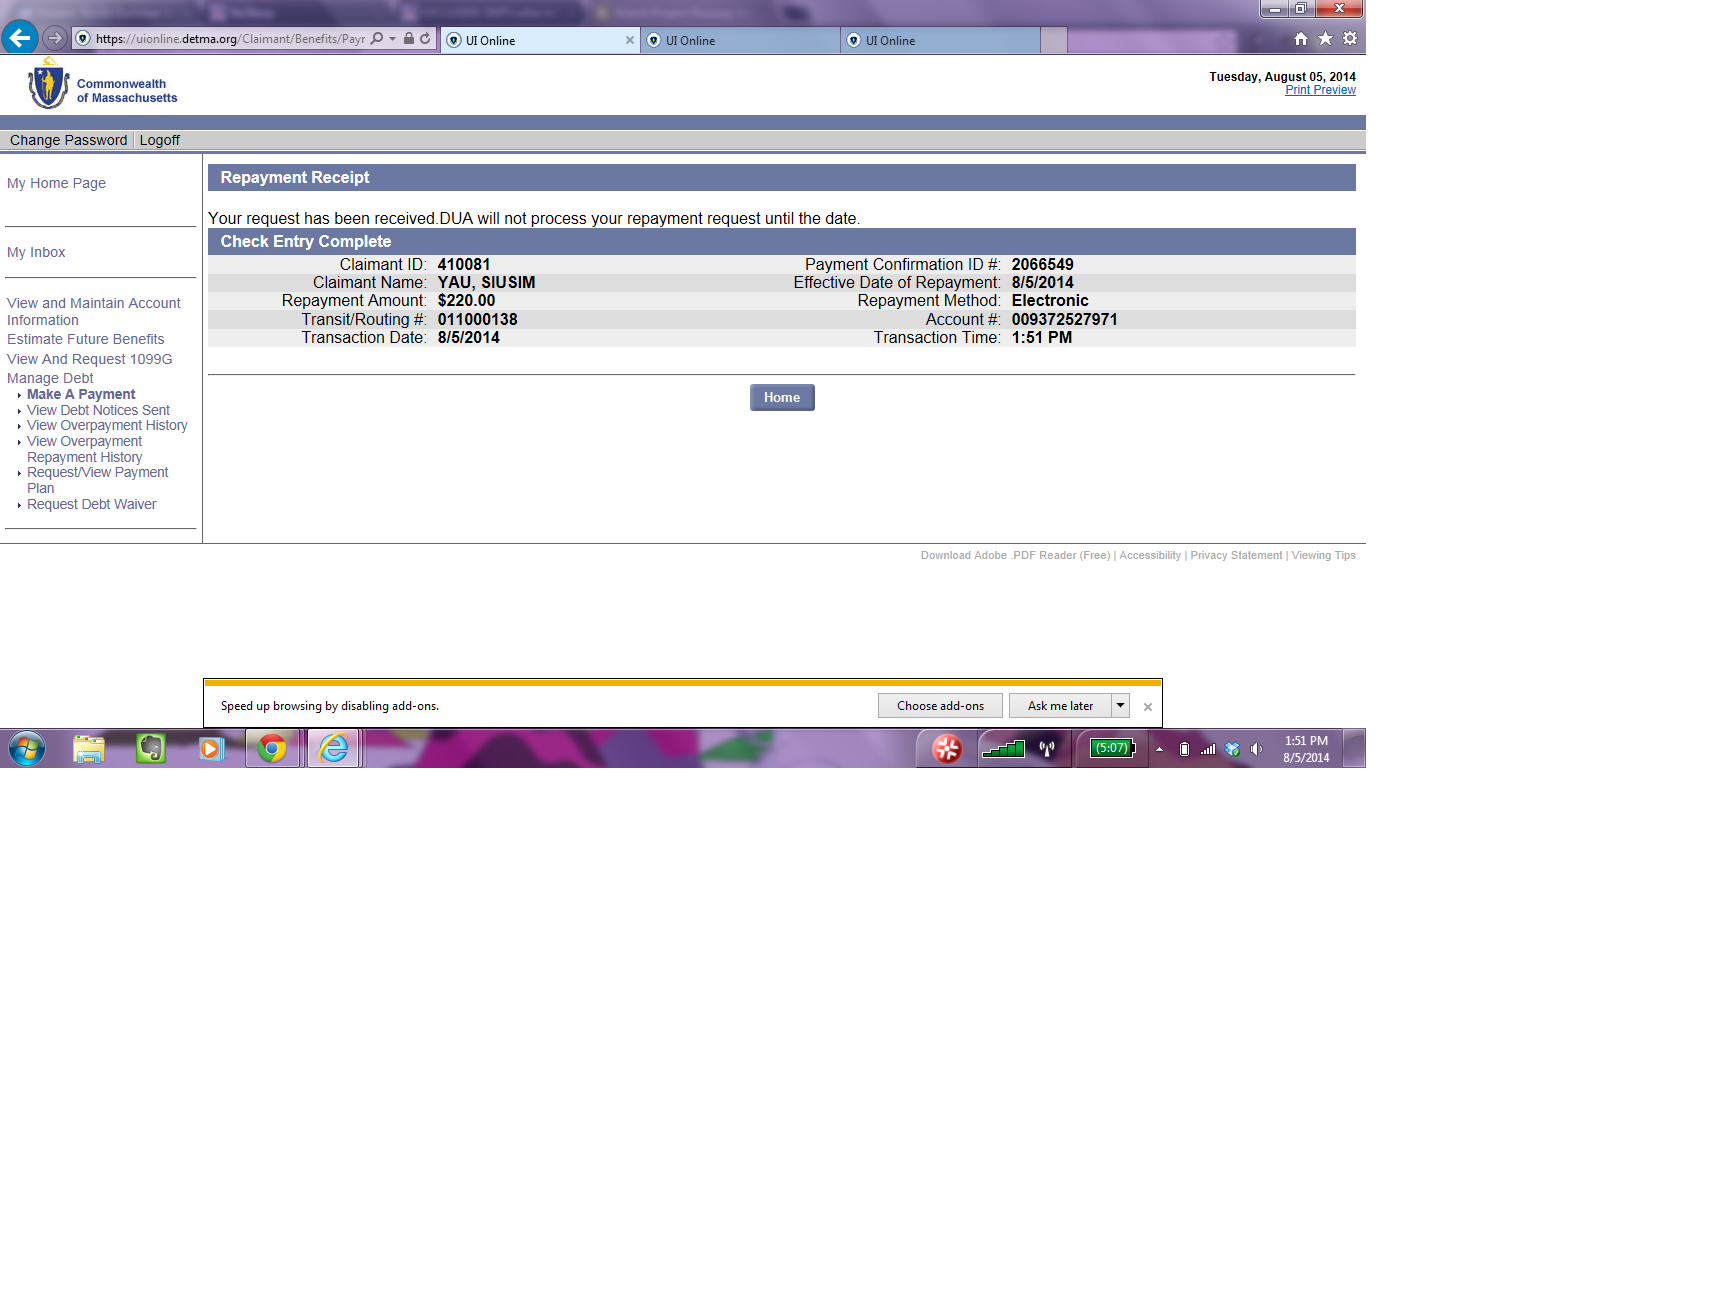 https://uionline.detma.org/Claimant/Benefits/Payr
UI Online
UI Online
UI Online
Commonwealth
of Massachusetts
Tuesday, August 05, 2014
Print Preview
Change Password
Logoff
My Home Page
My Inbox
View and Maintain Account
Information
Estimate Future Benefits
View And Request 1099G
Manage Debt
Make A Payment
View Debt Notices Sent
View Overpayment History
View Overpayment
Repayment History
Request/View Payment
Plan
Request Debt Waiver
Repayment Receipt
Your request has been received.DUA will not process your repayment request until the date.
Check Entry Complete
Claimant ID: 410081 Payment Confirmation ID #: 2066549
Claimant Name: YAU, SIUSIM Effective Date of Repayment: 8/5/2014
Repayment Amount: $220.00 Repayment Method: Electronic
Transit/Routing #: 011000138 Account #: 009372527971
Transaction Date: 8/5/2014 Transaction Time: 1:51 PM
Home
Download Adobe .PDF Reader (Free) | Accessibility | Privacy Statement | Viewing Tips
Speed up browsing by disabling add-ons. Choose add-ons Ask me later
(5:07)
1:51 PM
8/5/2014